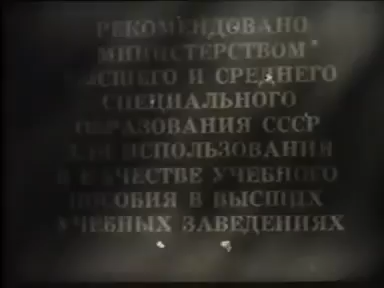 РЕКОМЕНДОВАНО
МИНИСТЕРСТВОМ
ВЫСШЕГО И СРЕДНЕГО
СПЕЦИАЛЬНОГО
ОБРАЗОВАНИЯ СССР
ДЛЯ ИСПОЛЬЗОВАНИЯ
В КАЧЕСТВЕ УЧЕБНОГО
ПОСОБИЯ В ВЫСШИХ
УЧЕБНЫХ ЗАВЕДЕНИЯХ